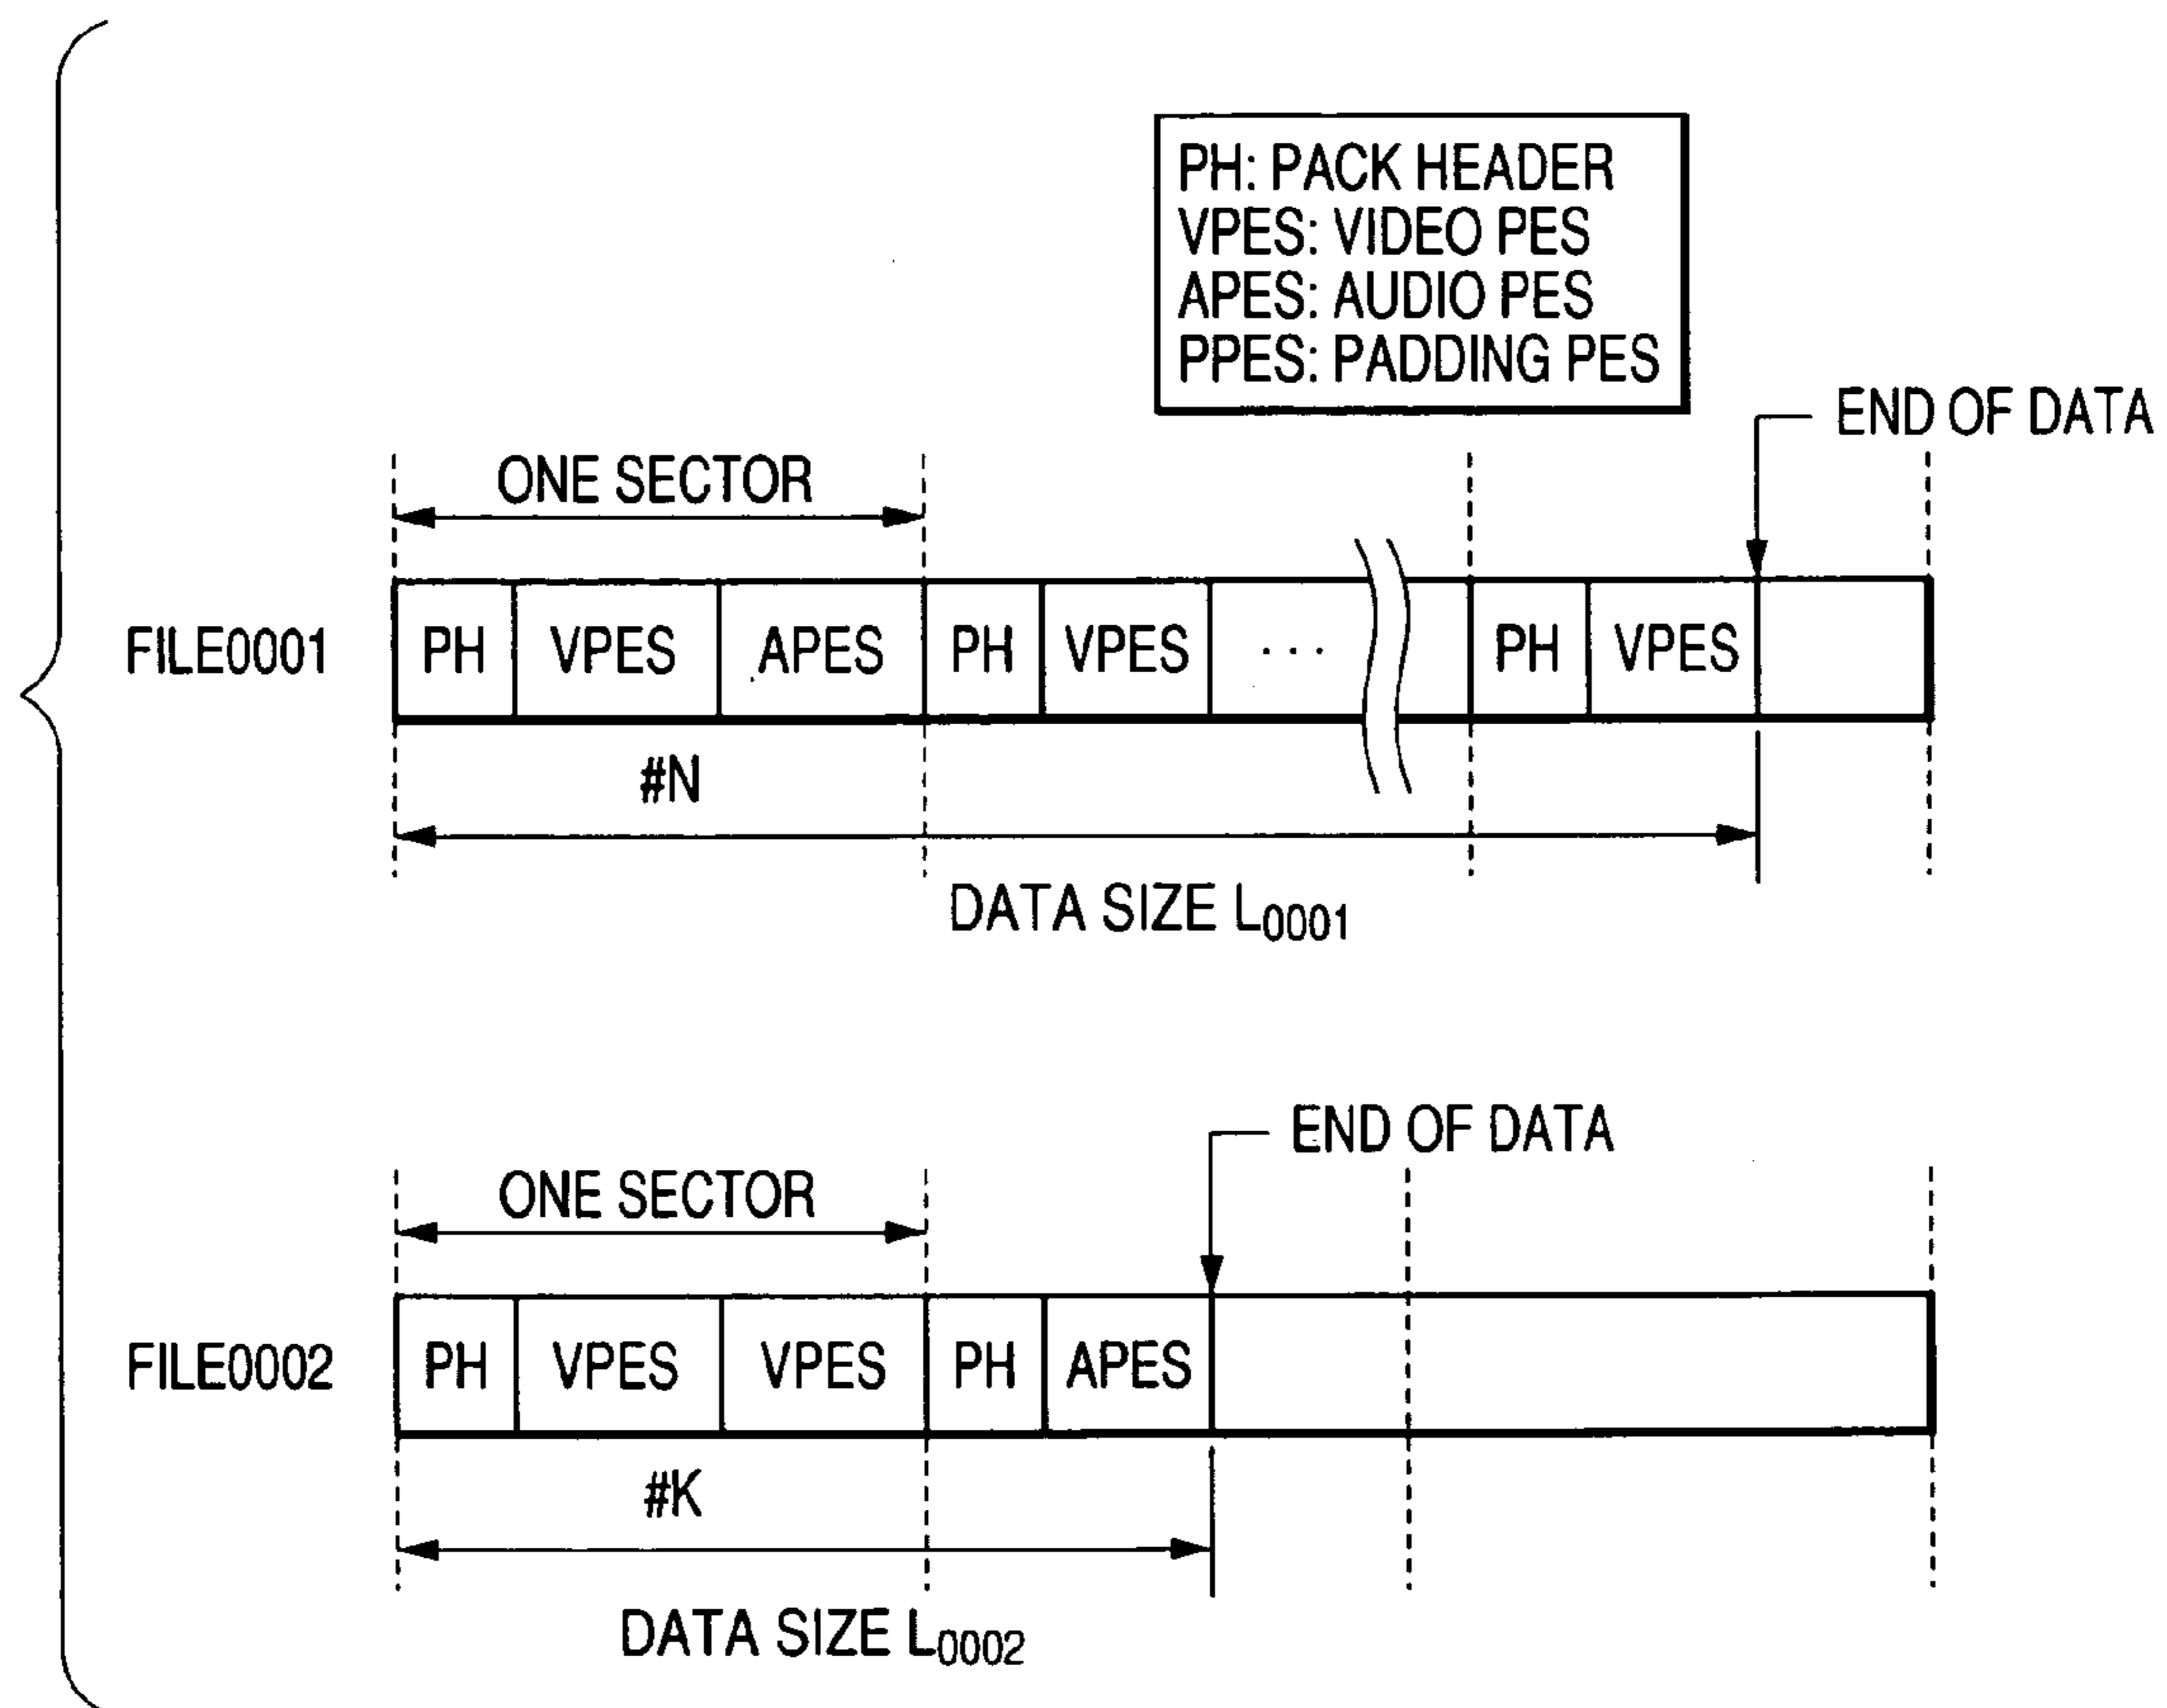 PH: PACK HEADER
VPES: VIDEO PES
APES: AUDIO PES
PPES: PADDING PES
END OF DATA
ONE SECTOR
FILE0001 PH VPES APES PH VPES ... PH VPES
#N
DATA SIZE L0001
END OF DATA
ONE SECTOR
FILE0002 PH VPES VPES PH APES
#K
DATA SIZE L0002